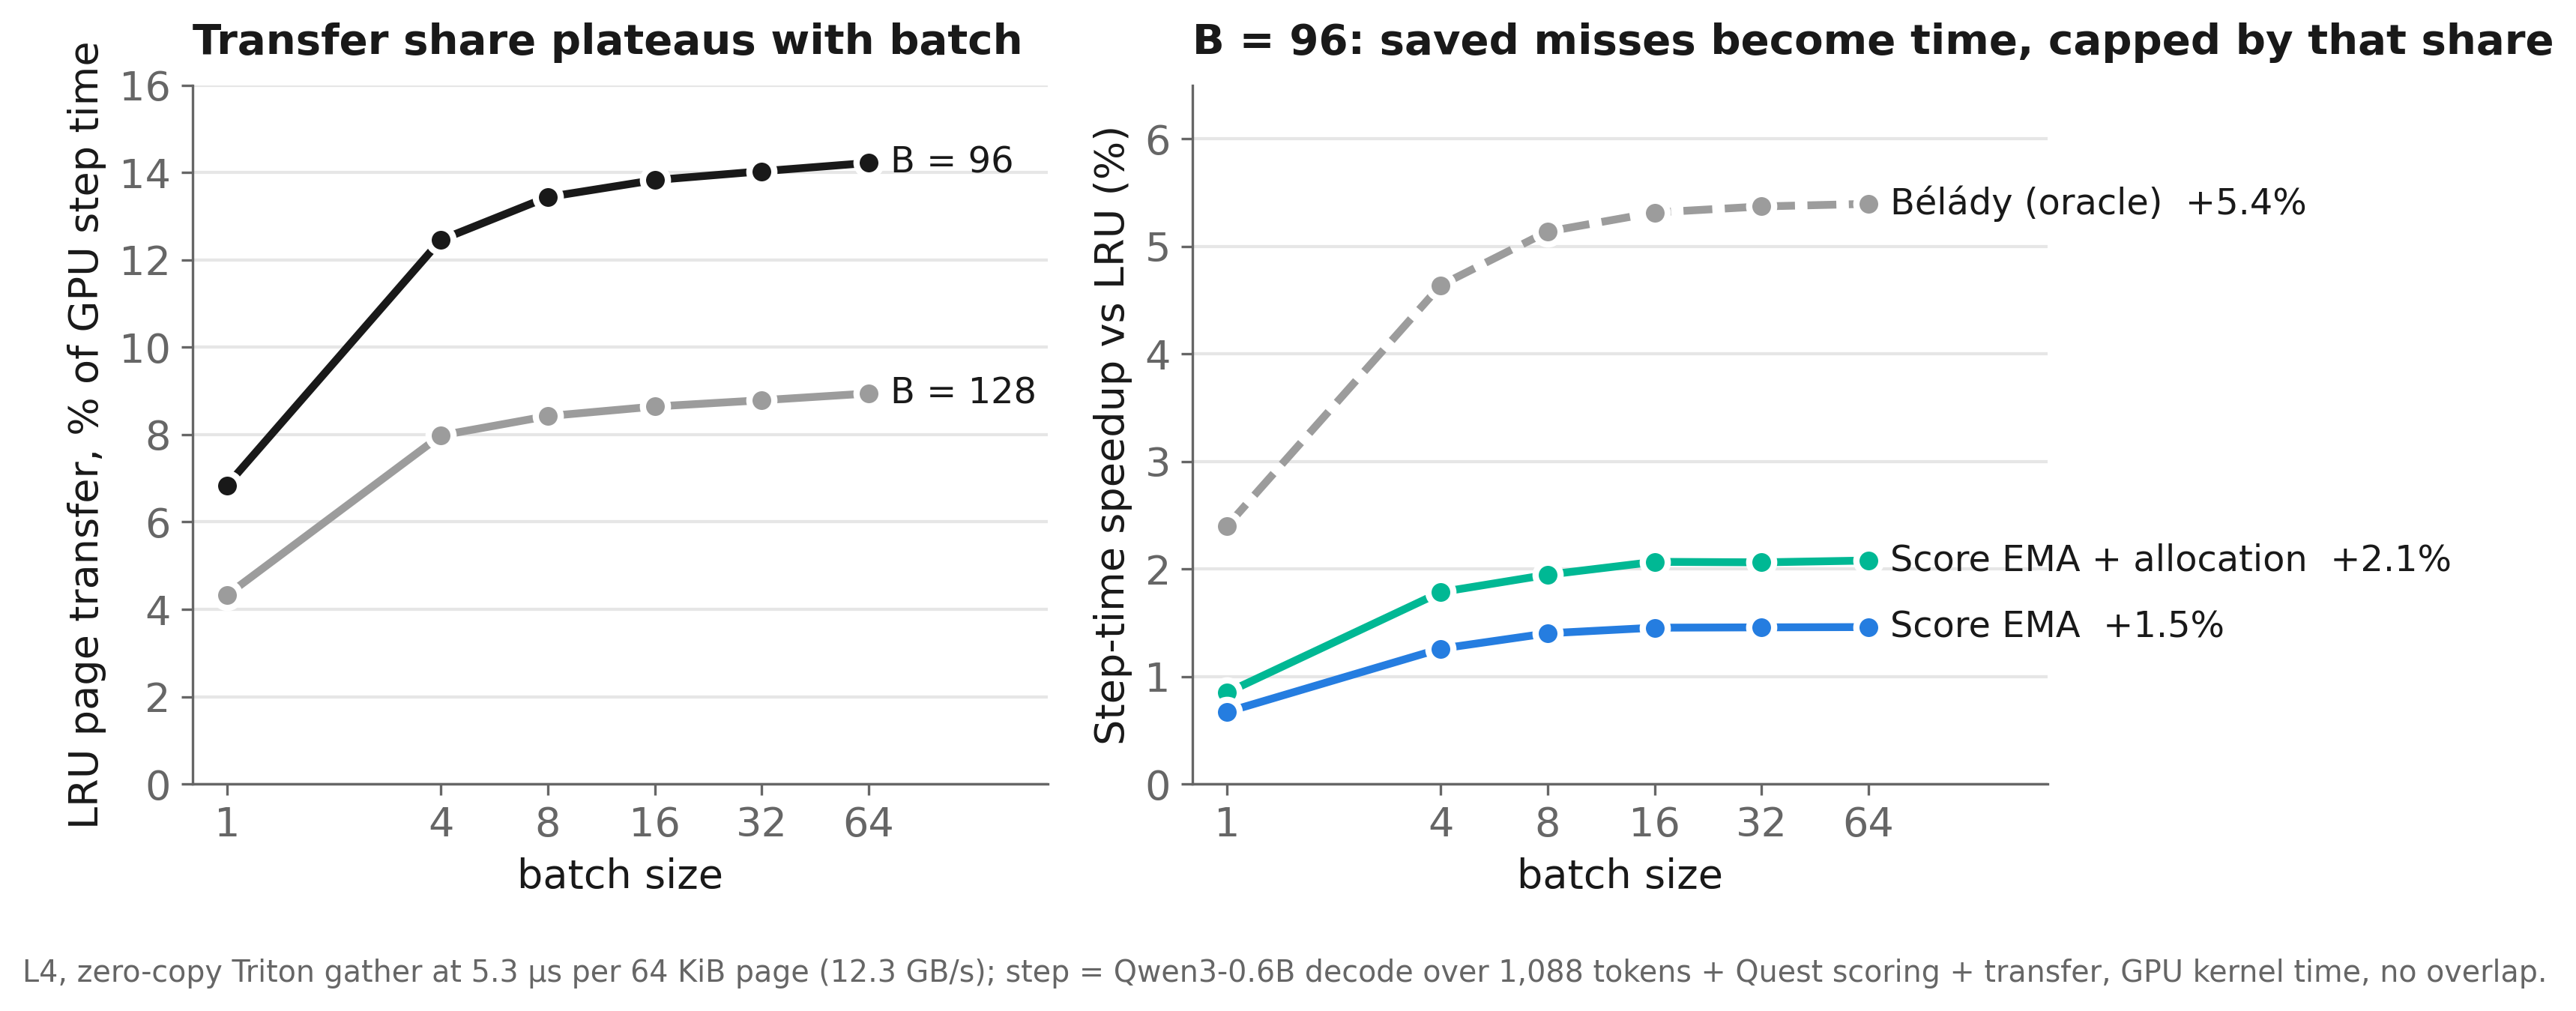 Transfer share plateaus with batch
LRU page transfer, % of GPU step time
16
14
12
10
8
6
4
2
0
B = 96
B = 128
1 4 8 16 32 64
batch size
B = 96: saved misses become time, capped by that share
Step-time speedup vs LRU (%)
6
5
4
3
2
1
0
Bélády (oracle) +5.4%
Score EMA + allocation +2.1%
Score EMA +1.5%
1 4 8 16 32 64
batch size
L4, zero-copy Triton gather at 5.3 µs per 64 KiB page (12.3 GB/s); step = Qwen3-0.6B decode over 1,088 tokens + Quest scoring + transfer, GPU kernel time, no overlap.